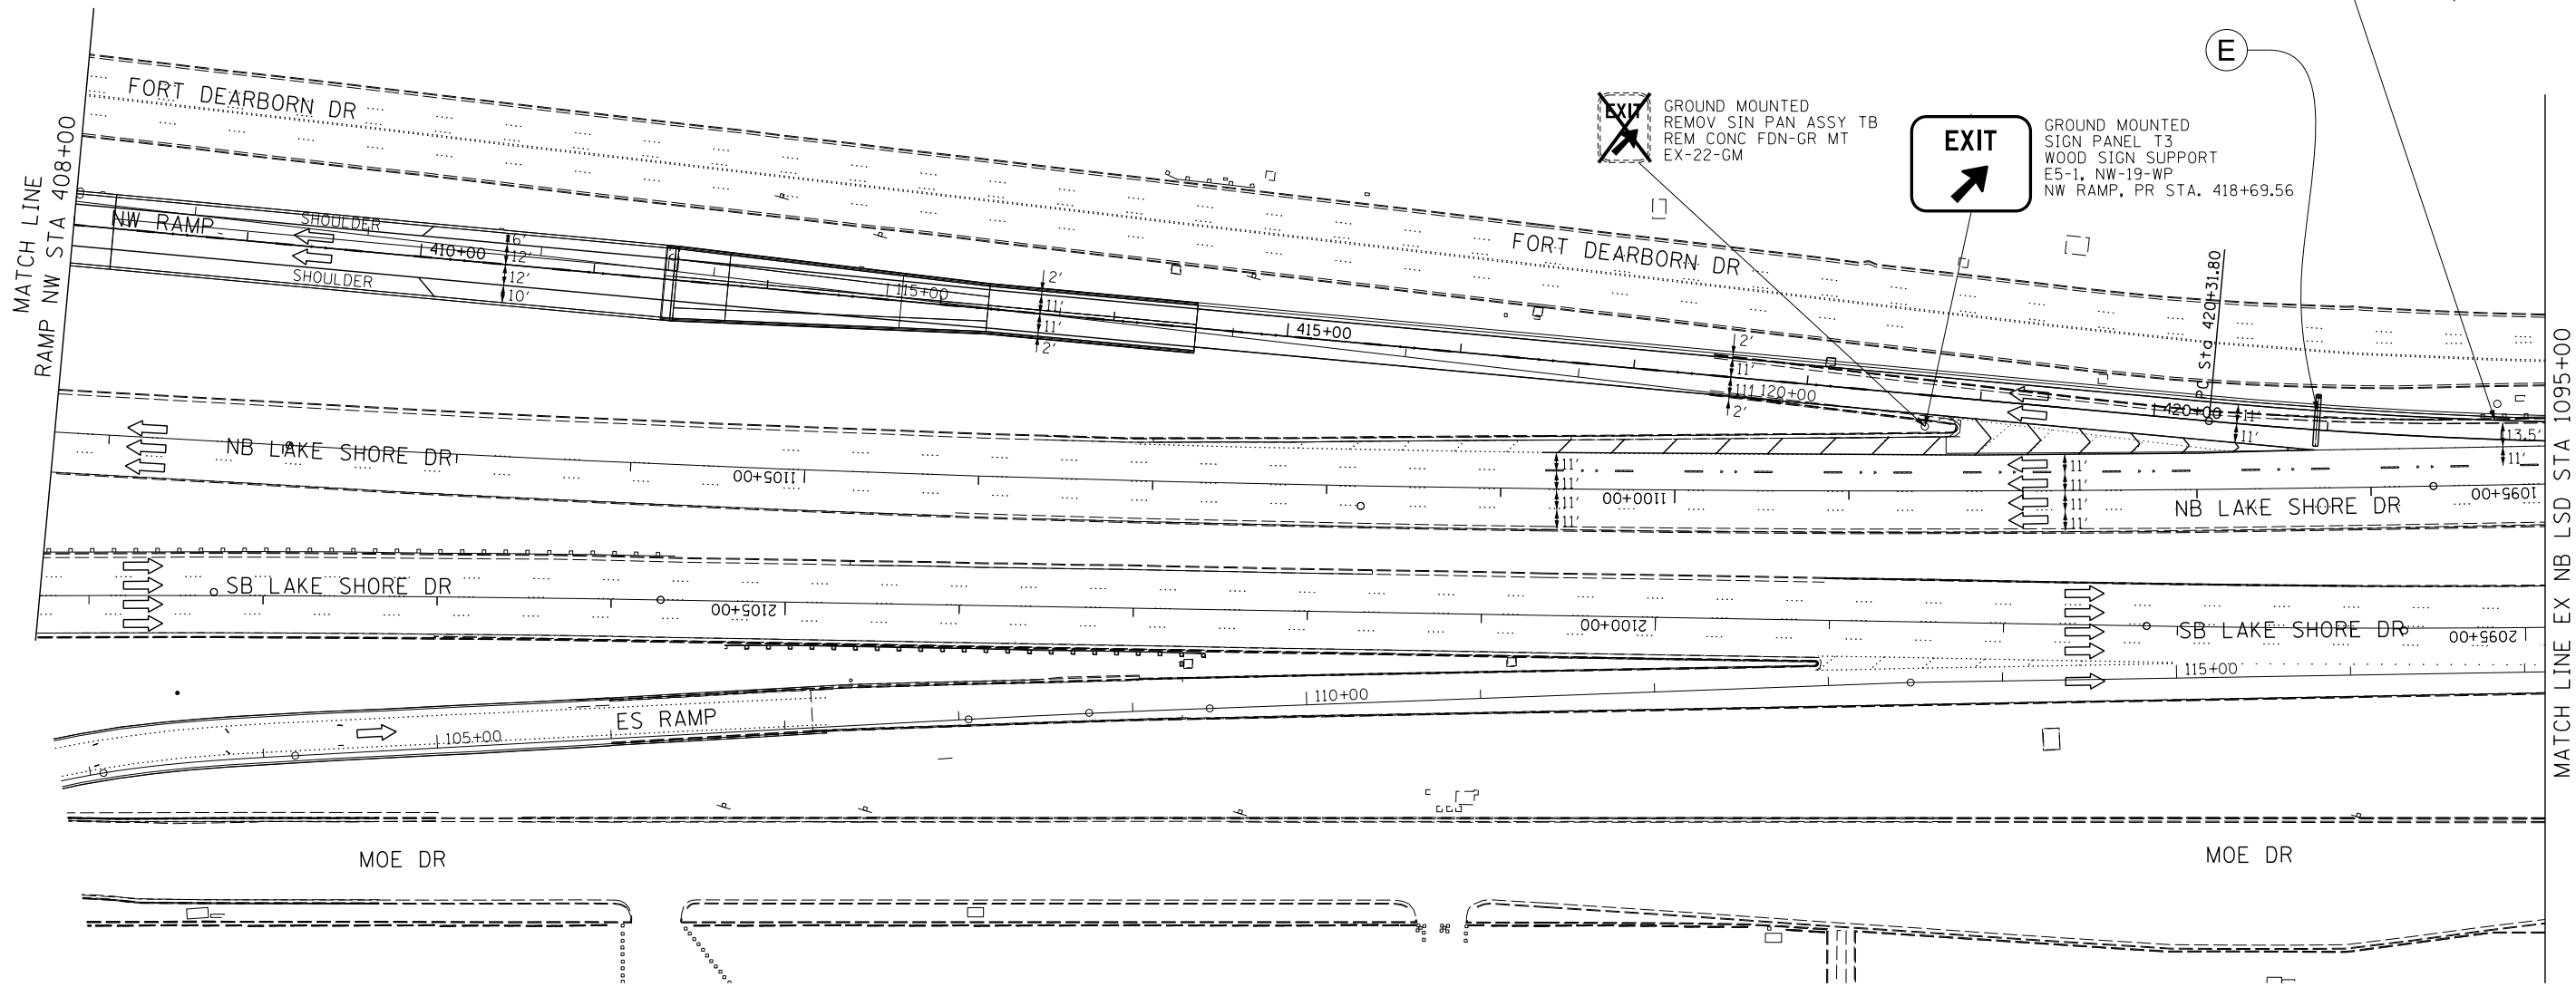 E
EXIT
GROUND MOUNTED
REMOV SIN PAN ASSY TB
REM CONC FDN-GR MT
EX-22-GM
EXIT
GROUND MOUNTED
SIGN PANEL T3
WOOD SIGN SUPPORT
E5-1, NW-19-WP
NW RAMP, PR STA. 418+69.56
FORT DEARBORN DR
FORT DEARBORN DR
MATCH LINE
RAMP NW STA 408+00
NW RAMP
SHOULDER
SHOULDER
410+00
6'
12'
12'
10'
115+00
2'
11'
11'
2'
415+00
2'
11'
11'
2'
120+00
PC Sta 420+31.80
420+00
11'
11'
13.5'
11'
NB LAKE SHORE DR
1105+00
11'
11'
11'
11'
1100+00
11'
11'
11'
11'
NB LAKE SHORE DR
1095+00
SB LAKE SHORE DR
2105+00
2100+00
SB LAKE SHORE DR
2095+00
ES RAMP
105+00
110+00
115+00
MOE DR
MOE DR
MATCH LINE EX NB LSD STA 1095+00